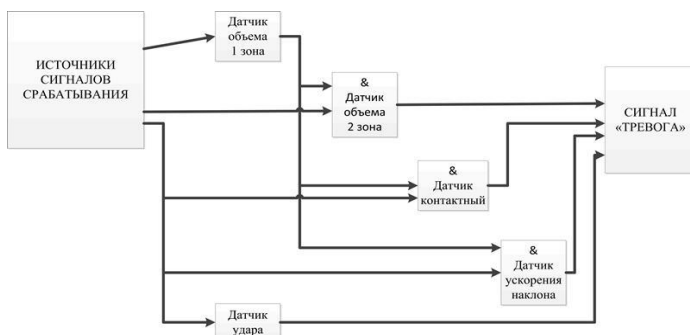 Датчик
объема
1 зона
ИСТОЧНИКИ
СИГНАЛОВ
СРАБАТЫВАНИЯ
&
Датчик
объема
2 зона
СИГНАЛ
«ТРЕВОГА»
&
Датчик
контактный
&
Датчик
ускорения
наклона
Датчик
удара